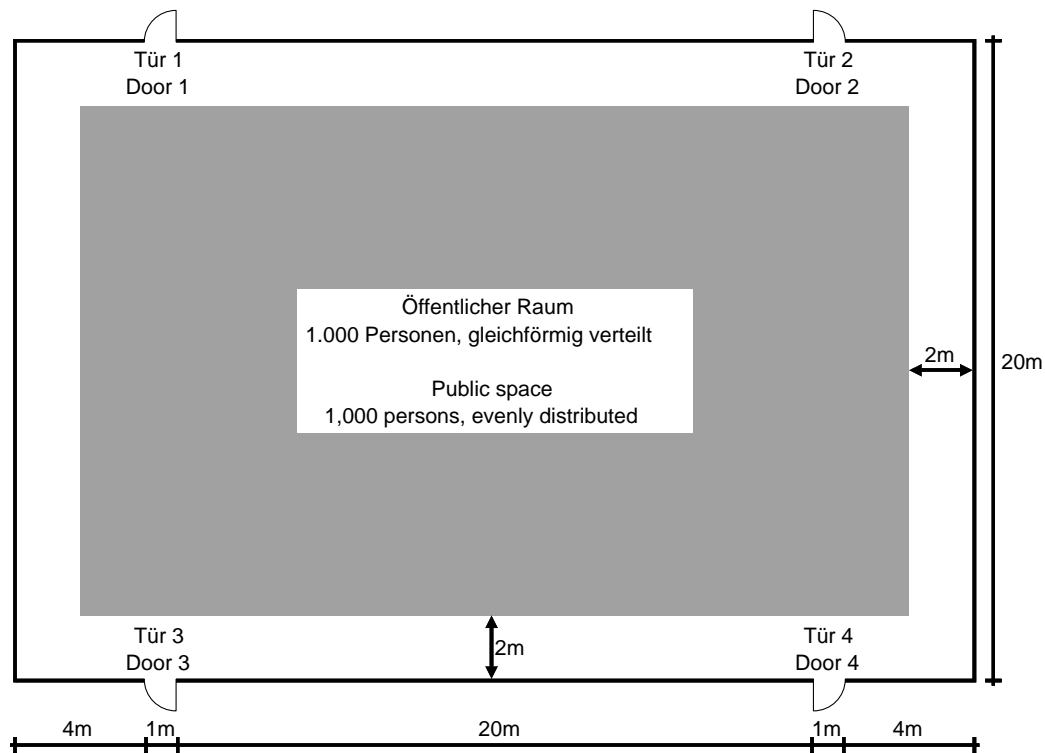 Tür 1
Door 1
Tür 2
Door 2
Öffentlicher Raum
1.000 Personen, gleichförmig verteilt
Public space
1,000 persons, evenly distributed
2m
20m
Tür 3
Door 3
2m
Tür 4
Door 4
4m
1m
20m
1m
4m